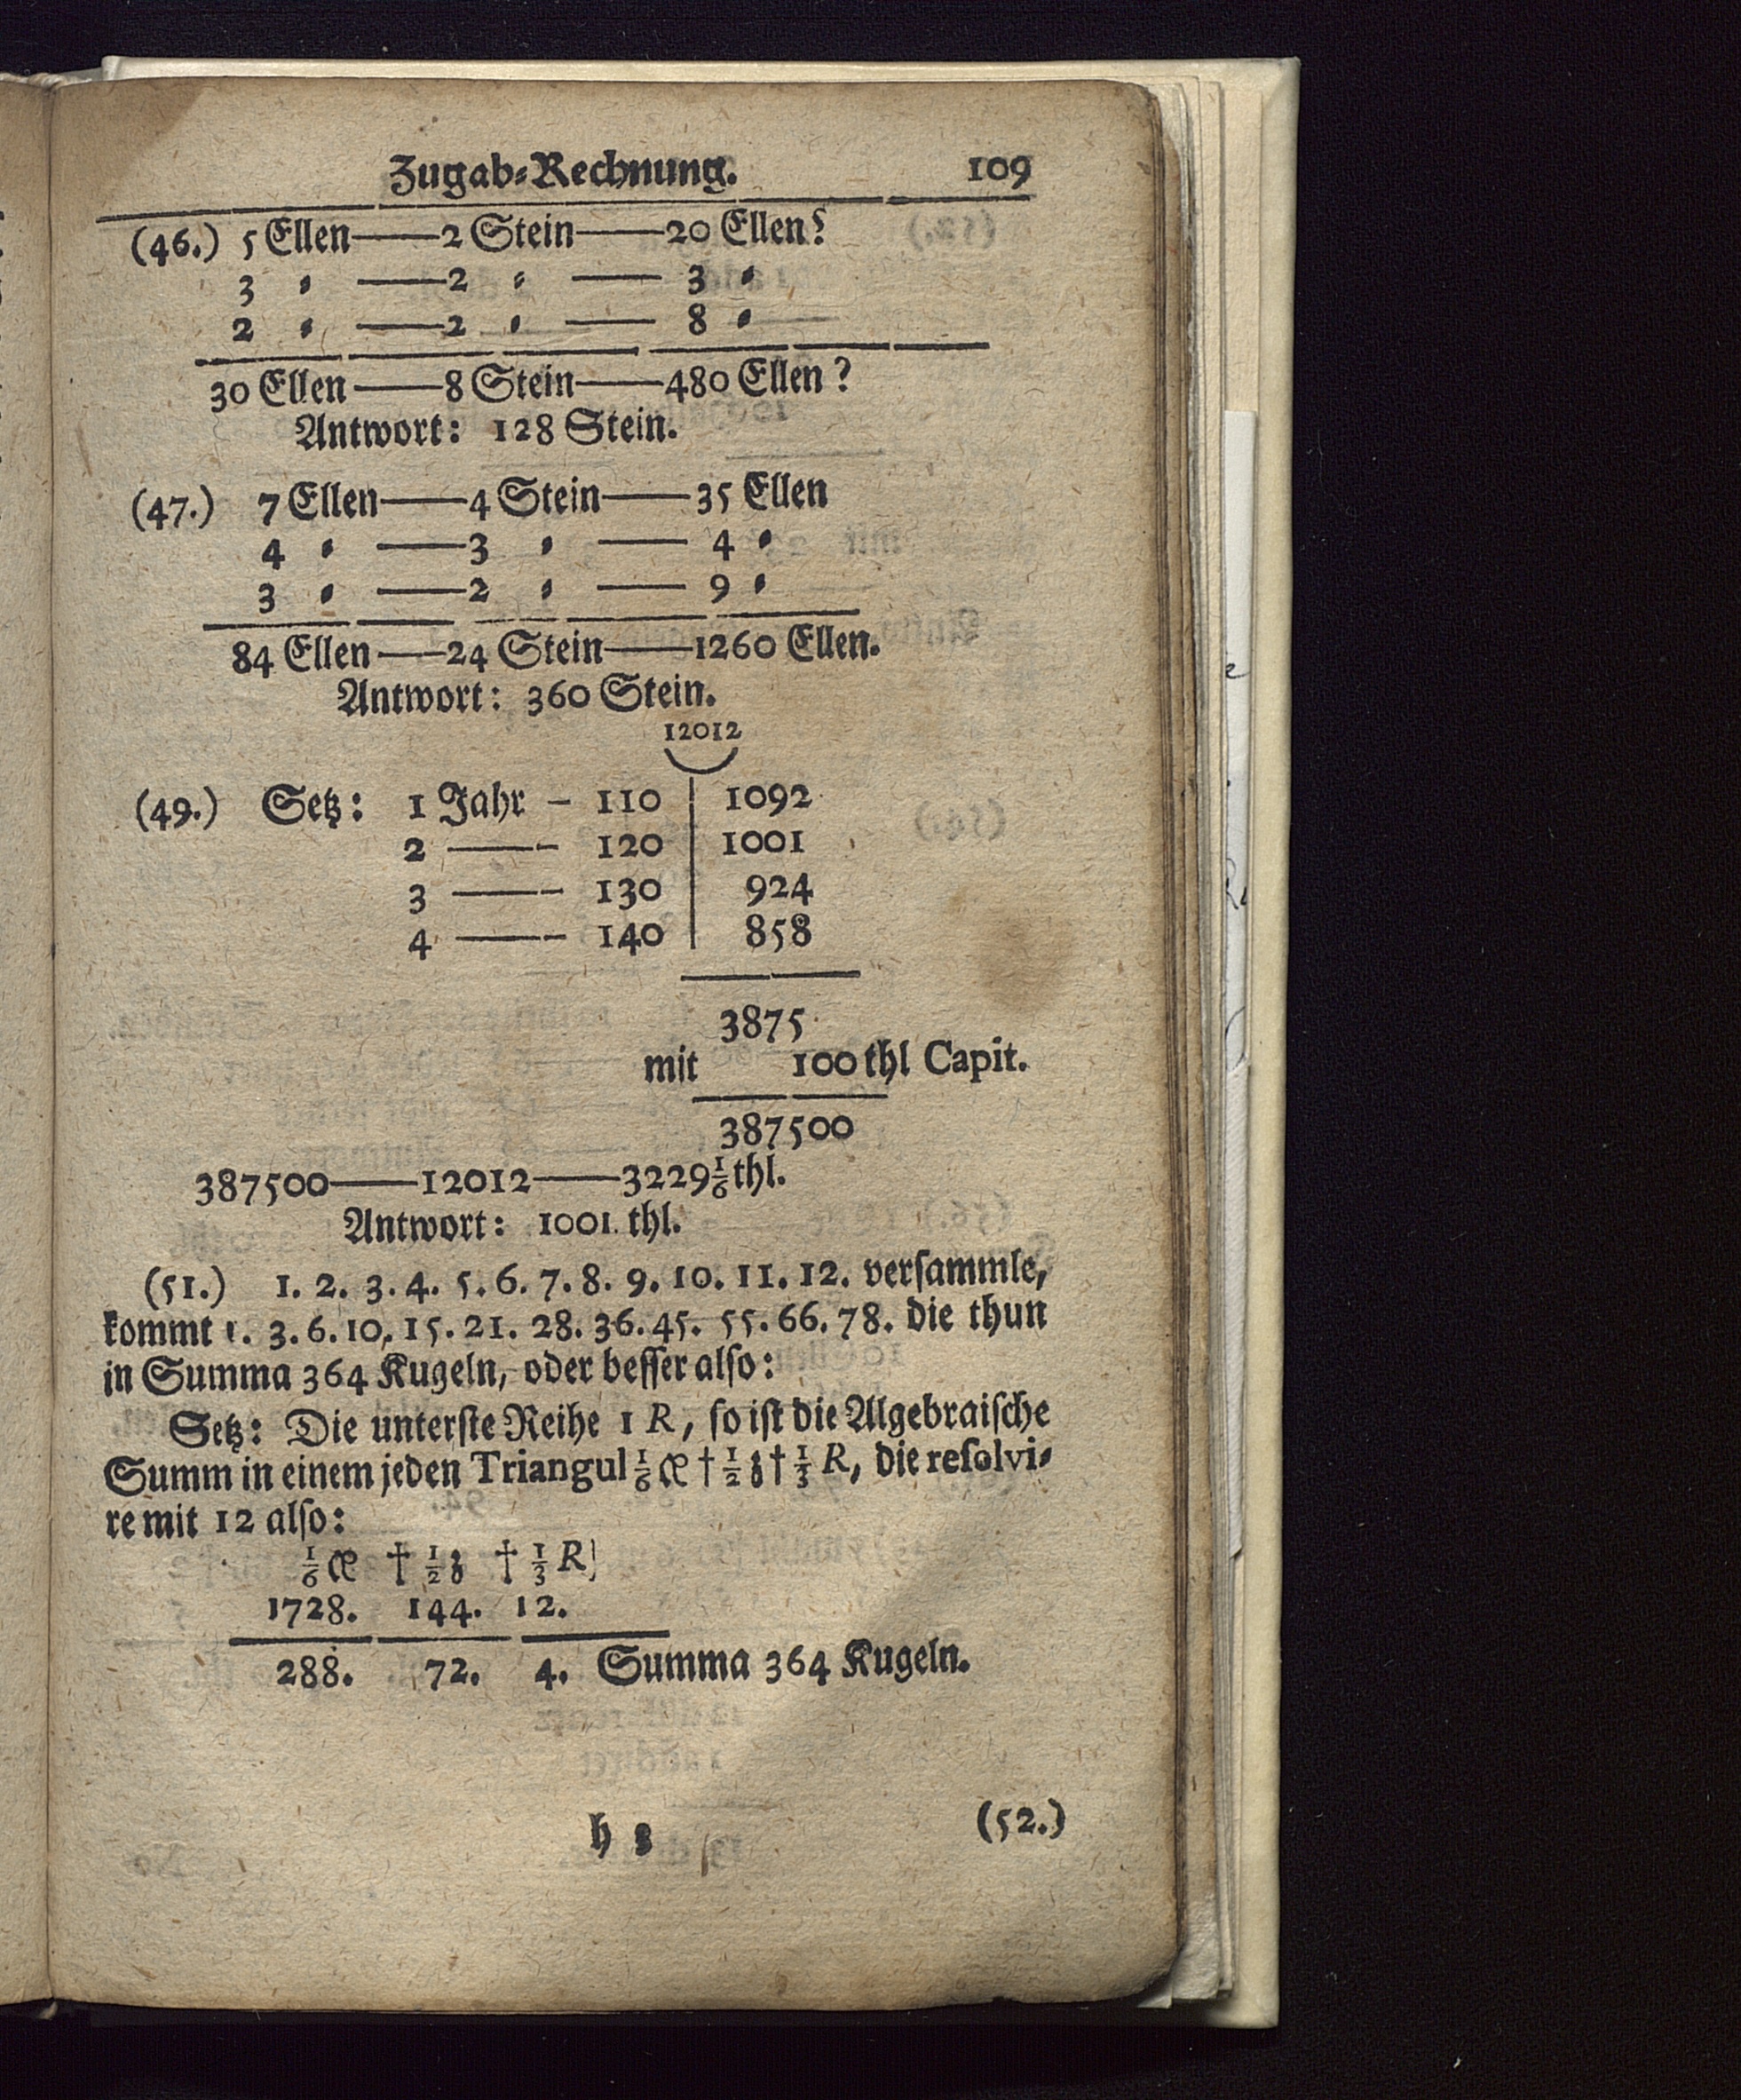 Zugab⸗Rechnung. 109
(46.) 5 Ellen——2 Stein——20 Ellen?
3 ⸗ ——2 ⸗ —— 3 ⸗
2 ⸗ ——2 ⸗ —— 8 ⸗
30 Ellen——8 Stein——480 Ellen?
Antwort: 128 Stein.
(47.) 7 Ellen——4 Stein——35 Ellen
4 ⸗ ——3 ⸗ —— 4 ⸗
3 ⸗ ——2 ⸗ —— 9 ⸗
84 Ellen——24 Stein——1260 Ellen.
Antwort: 360 Stein.
12012
(49.) Setz: 1 Jahr – 110 | 1092
2 ——– 120 | 1001
3 ——– 130 | 924
4 ——– 140 | 858
3875
mit 100 thl Capit.
387500
387500——12012——3229 1/6 thl.
Antwort: 1001. thl.
(51.) 1. 2. 3. 4. 5. 6. 7. 8. 9. 10. 11. 12. verſammle,
kommt 1. 3. 6. 10, 15. 21. 28. 36. 45. 55. 66. 78. die thun
in Summa 364 Kugeln, oder beſſer alſo:
Setz: Die unterſte Reihe 1 R, ſo iſt die Algebraiſche
Summ in einem jeden Triangul 1/6 ꝶ † 1/2 ʒ † 1/3 R, die reſolvi⸗
re mit 12 alſo:
1/6 ꝶ † 1/2 ʒ † 1/3 R)
1728. 144. 12.
288. 72. 4. Summa 364 Kugeln.
h 3 (52.)